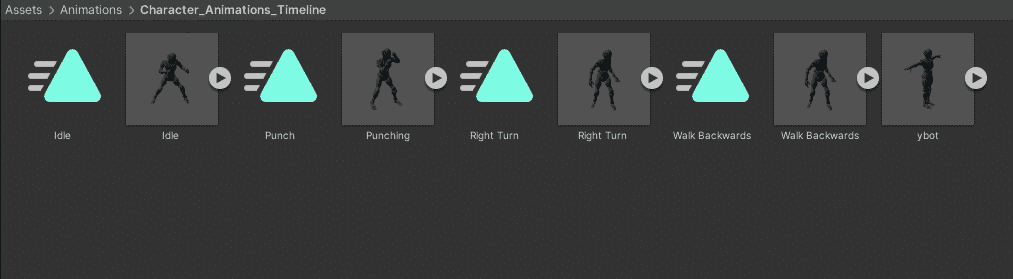 Assets > Animations > Character_Animations_Timeline
Idle Idle Punch Punching Right Turn Right Turn Walk Backwards Walk Backwards ybot